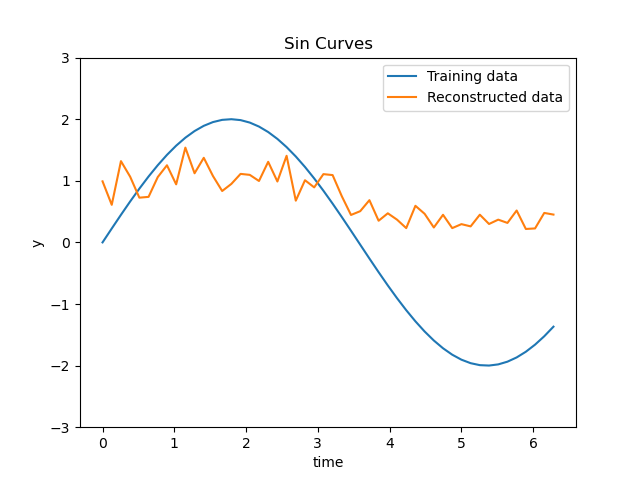 Sin Curves
Training data
Reconstructed data
3
2
1
0
−1
−2
−3
y
0 1 2 3 4 5 6
time